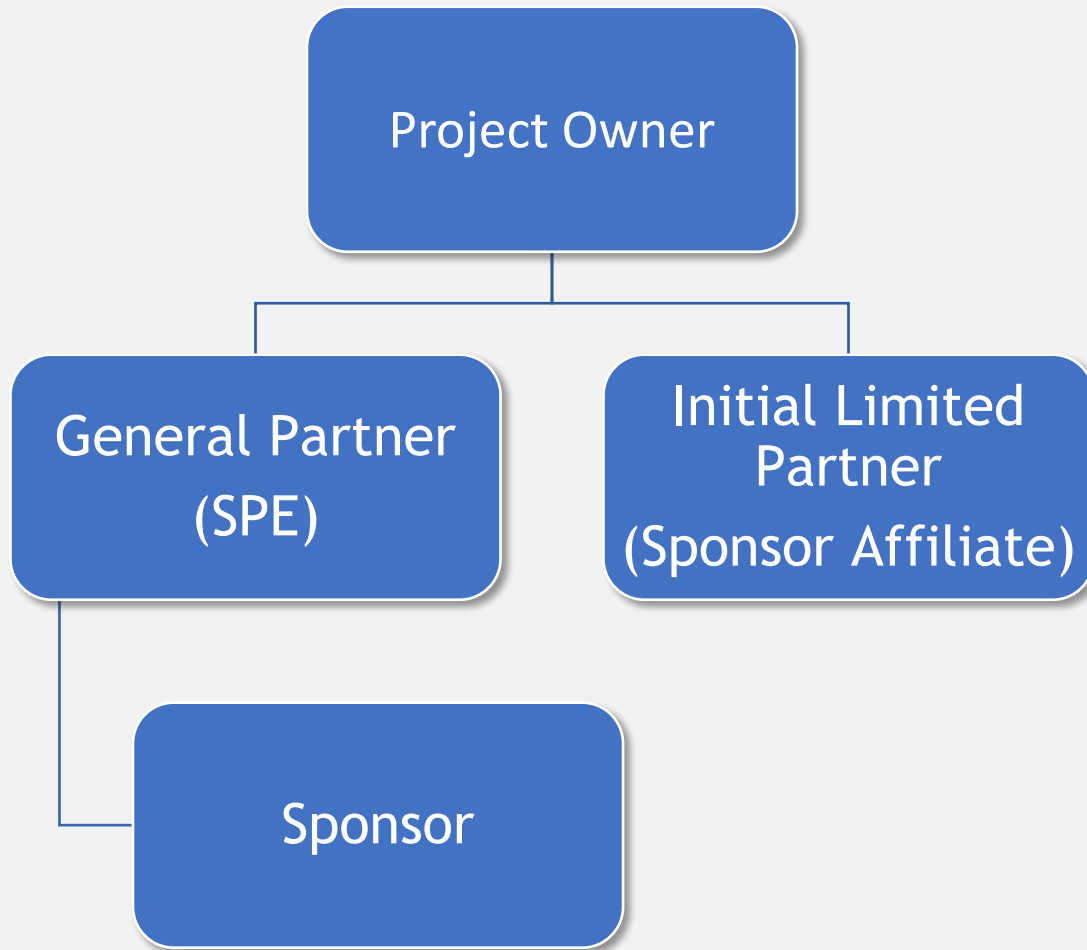 Project Owner
General Partner
(SPE)
Initial Limited
Partner
(Sponsor Affiliate)
Sponsor